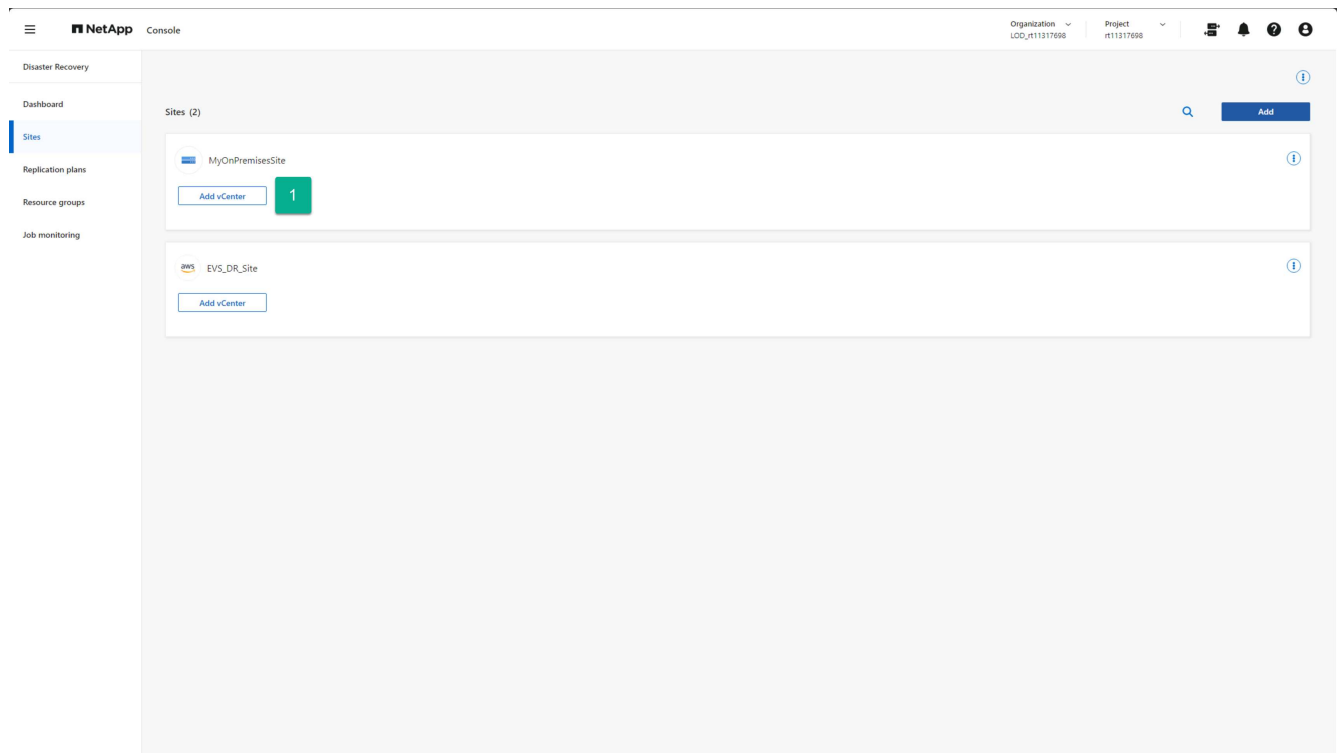 NetApp Console
Organization
LOD_rt11317698
Project
rt11317698
Disaster Recovery
Dashboard
Sites
Replication plans
Resource groups
Job monitoring
Sites (2)
Add
MyOnPremisesSite
Add vCenter
1
aws
EVS_DR_Site
Add vCenter